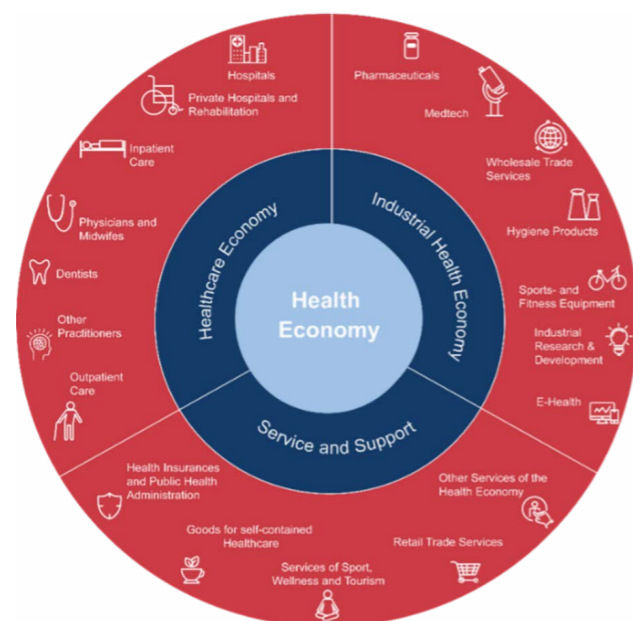 Health
Economy
Healthcare Economy
Industrial Health Economy
Service and Support
Hospitals
Private Hospitals and
Rehabilitation
Inpatient
Care
Physicians and
Midwifes
Dentists
Other
Practitioners
Outpatient
Care
Pharmaceuticals
Medtech
Wholesale Trade
Services
Hygiene Products
Sports- and
Fitness Equipment
Industrial
Research &
Development
E-Health
Health Insurances
and Public Health
Administration
Goods for self-contained
Healthcare
Services of Sport,
Wellness and Tourism
Retail Trade Services
Other Services of the
Health Economy